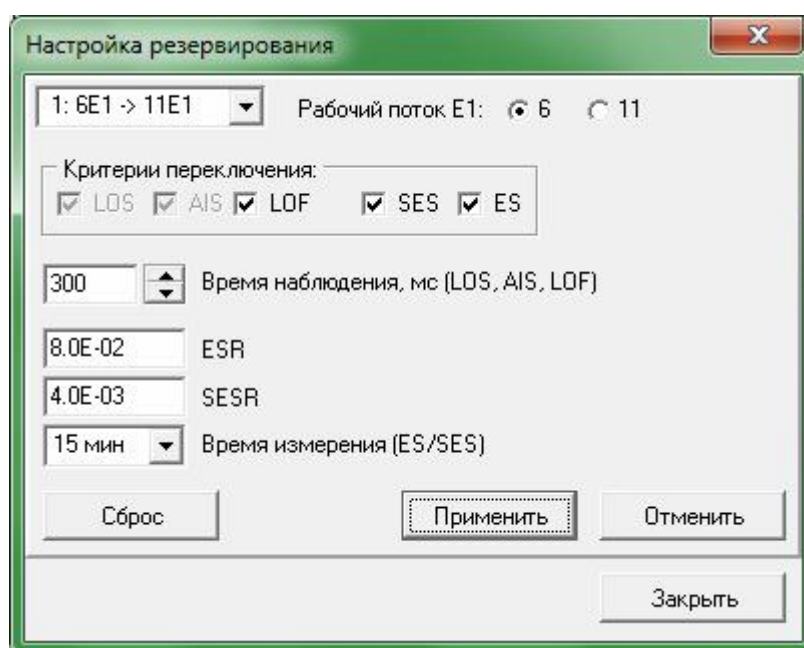 Настройка резервирования
1: 6E1 -> 11E1 Рабочий поток E1: 6 11
Критерии переключения:
LOS AIS LOF SES ES
300 Время наблюдения, мс (LOS, AIS, LOF)
8.0E-02 ESR
4.0E-03 SESR
15 мин Время измерения (ES/SES)
Сброс Применить Отменить
Закрыть